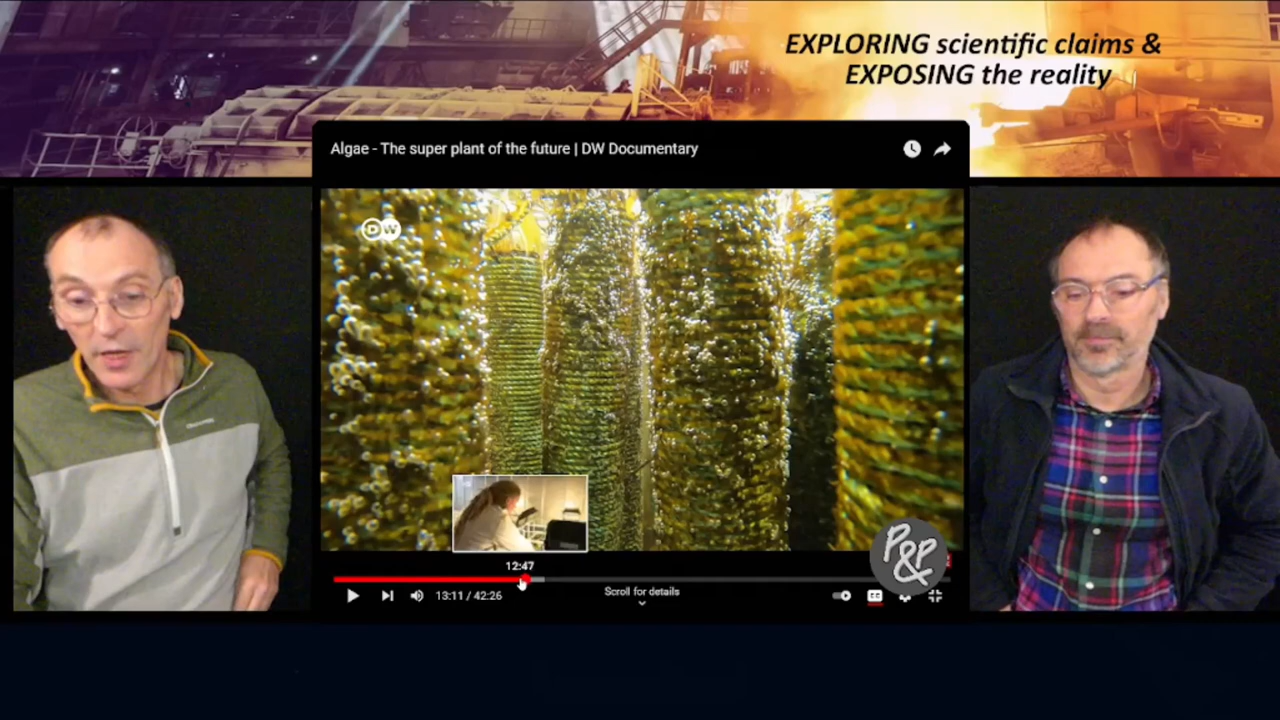 EXPLORING scientific claims &
EXPOSING the reality
Algae - The super plant of the future | DW Documentary
DW
12:47
13:11 / 42:26
Scroll for details
CC
P&P